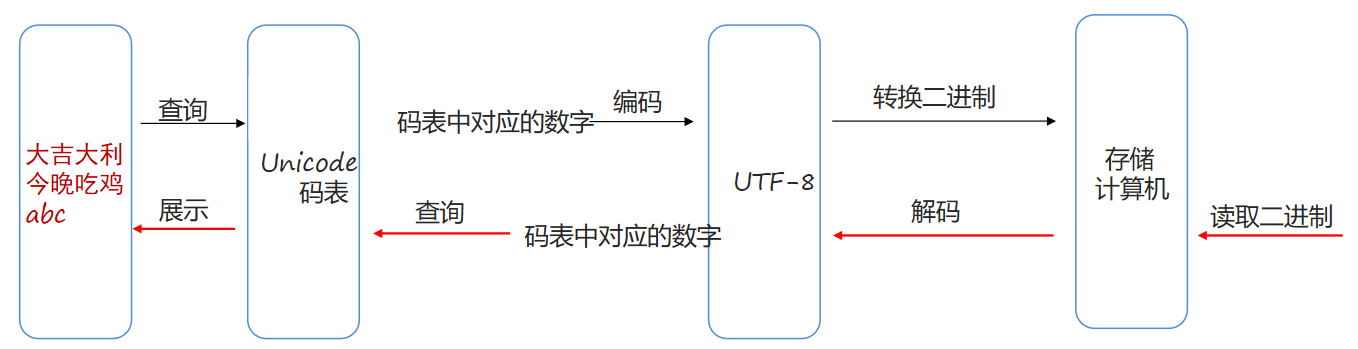 大吉大利
今晚吃鸡
abc
查询
展示
Unicode
码表
码表中对应的数字
编码
查询
码表中对应的数字
UTF-8
转换二进制
解码
存储
计算机
读取二进制